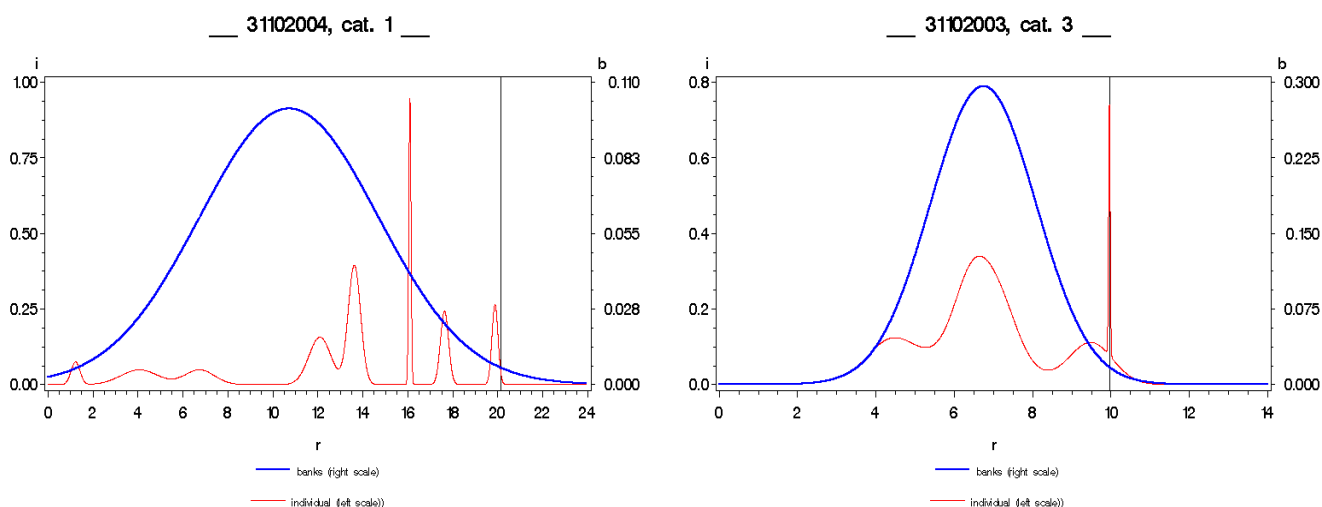 __ 31102004, cat. 1 __
i b
1.00 0.110
0.75 0.083
0.50 0.055
0.25 0.028
0.00 0.000
0 2 4 6 8 10 12 14 16 18 20 22 24
r
banks (right scale)
individual (left scale))
__ 31102003, cat. 3 __
i b
0.8 0.300
0.6 0.225
0.4 0.150
0.2 0.075
0.0 0.000
0 2 4 6 8 10 12 14
r
banks (right scale)
individual (left scale))